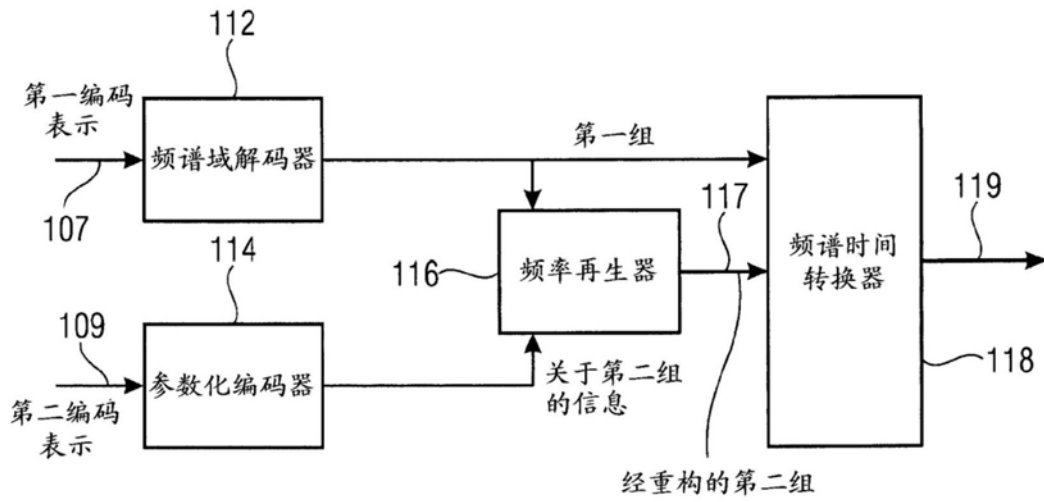 112
第一编码
表示
频谱域解码器
第一组
107
117
119
114
116
频率再生器
频谱时间
转换器
109
参数化编码器
关于第二组
的信息
118
第二编码
表示
经重构的第二组